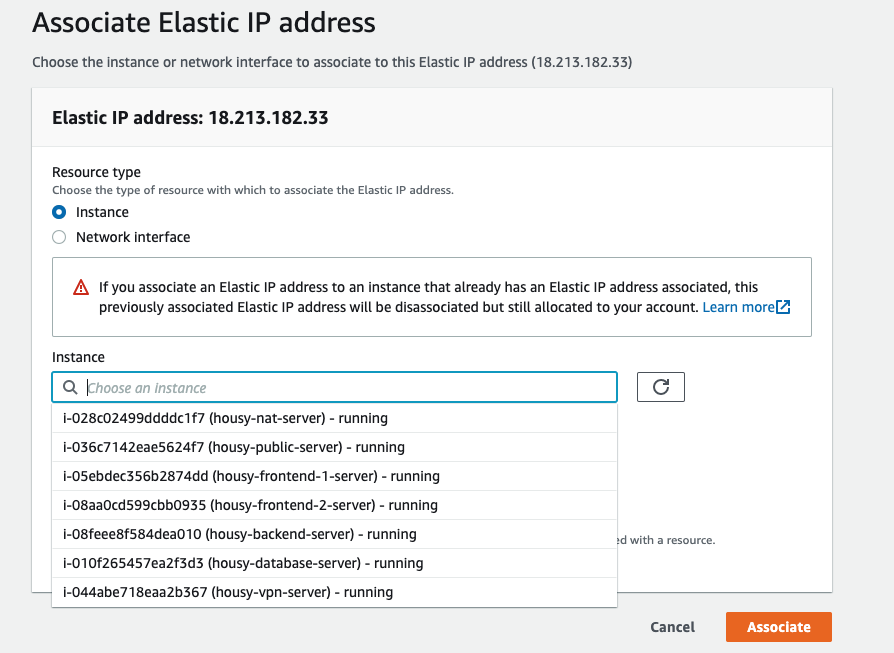 Associate Elastic IP address
Choose the instance or network interface to associate to this Elastic IP address (18.213.182.33)
Elastic IP address: 18.213.182.33
Resource type
Choose the type of resource with which to associate the Elastic IP address.
Instance
Network interface
If you associate an Elastic IP address to an instance that already has an Elastic IP address associated, this
previously associated Elastic IP address will be disassociated but still allocated to your account. Learn more
Instance
Choose an instance
i-028c02499ddddc1f7 (housy-nat-server) - running
i-036c7142eae5624f7 (housy-public-server) - running
i-05ebdec356b2874dd (housy-frontend-1-server) - running
i-08aa0cd599cbb0935 (housy-frontend-2-server) - running
i-08feee8f584dea010 (housy-backend-server) - running
ed with a resource.
i-010f265457ea2f3d3 (housy-database-server) - running
i-044abe718eaa2b367 (housy-vpn-server) - running
Cancel
Associate